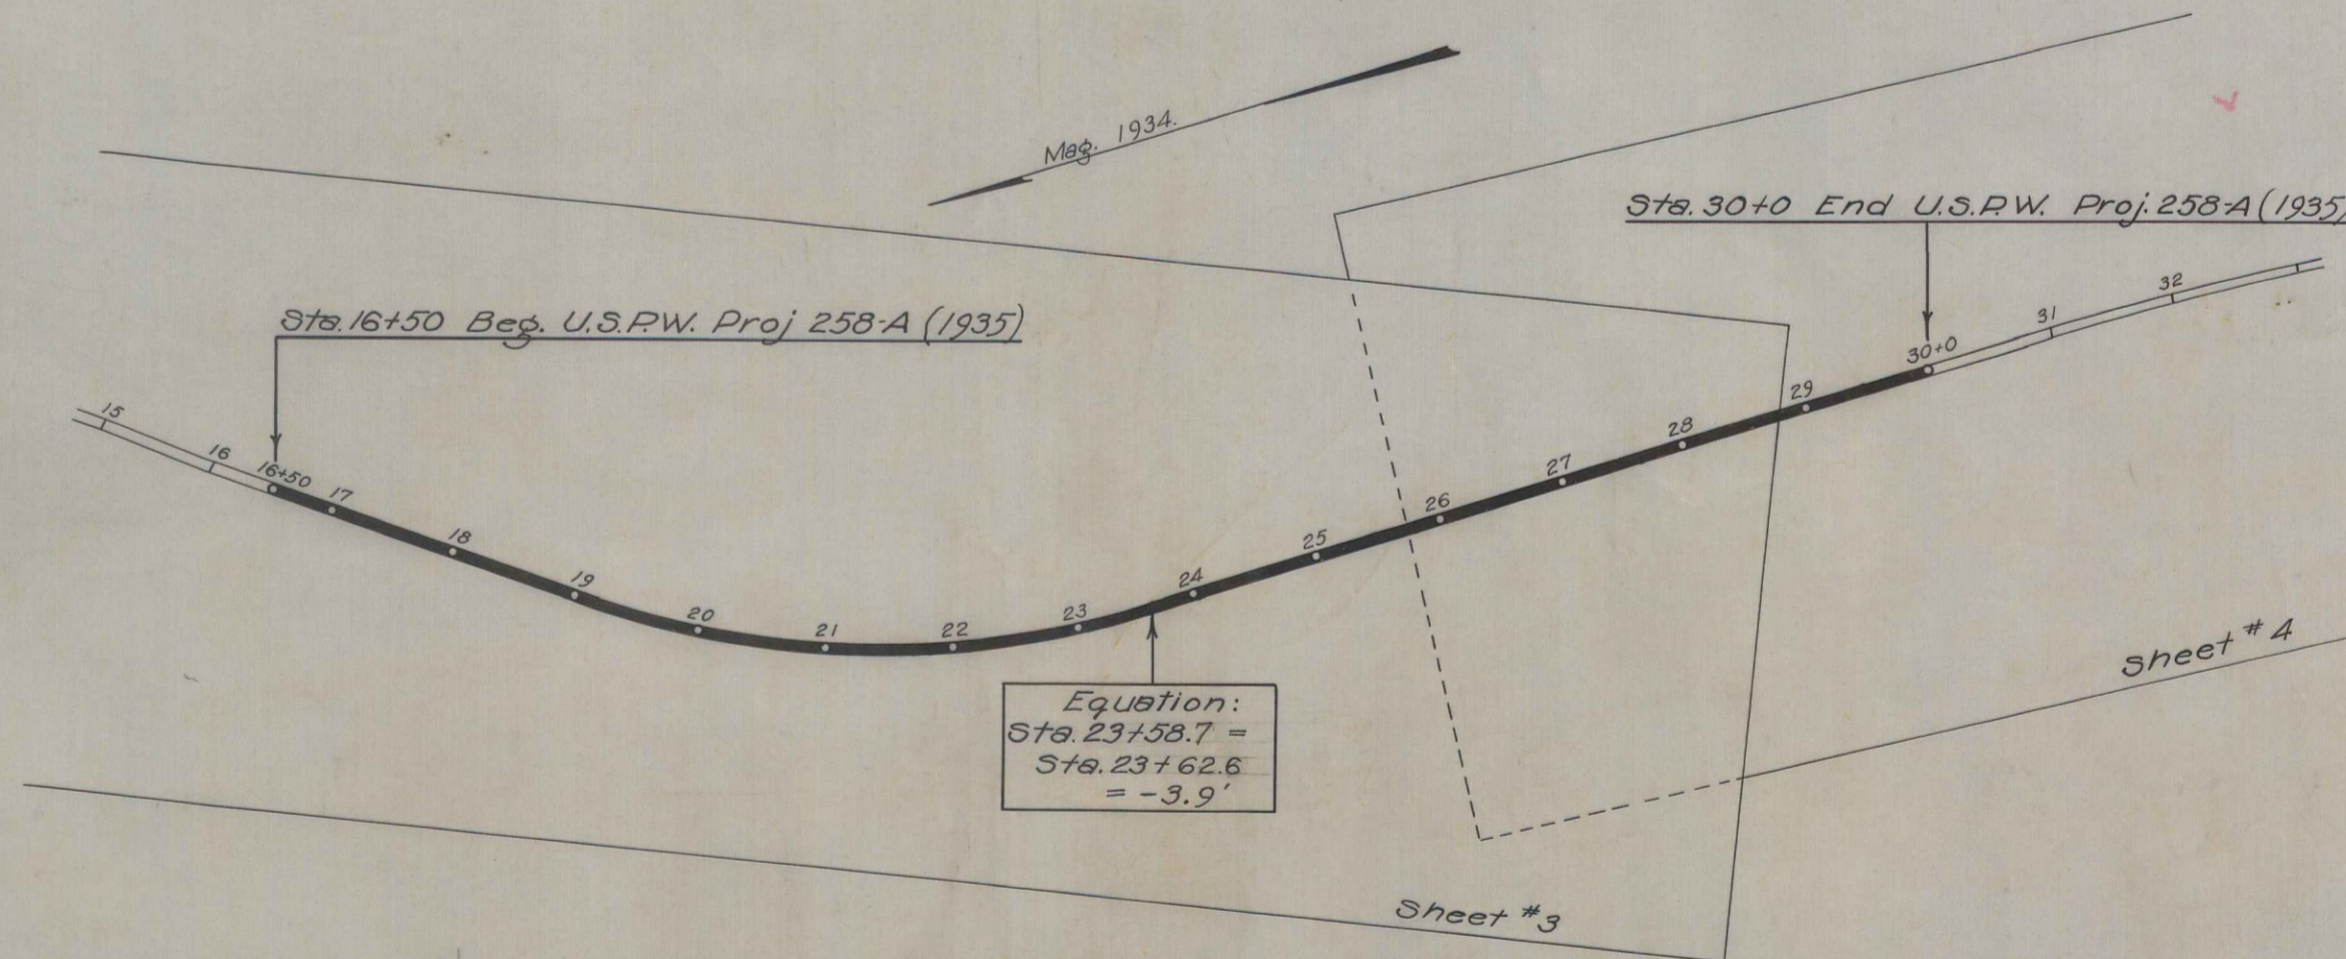 Mag. 1934.
Sta. 30+0 End U.S.P.W. Proj. 258-A (1935)
Sta. 16+50 Beg. U.S.P.W. Proj 258-A (1935)
15
16
16+50
17
18
19
20
21
22
23
24
25
26
27
28
29
30+0
31
32
Equation:
Sta. 23+58.7 =
Sta. 23+62.6
= -3.9'
Sheet #4
Sheet #3